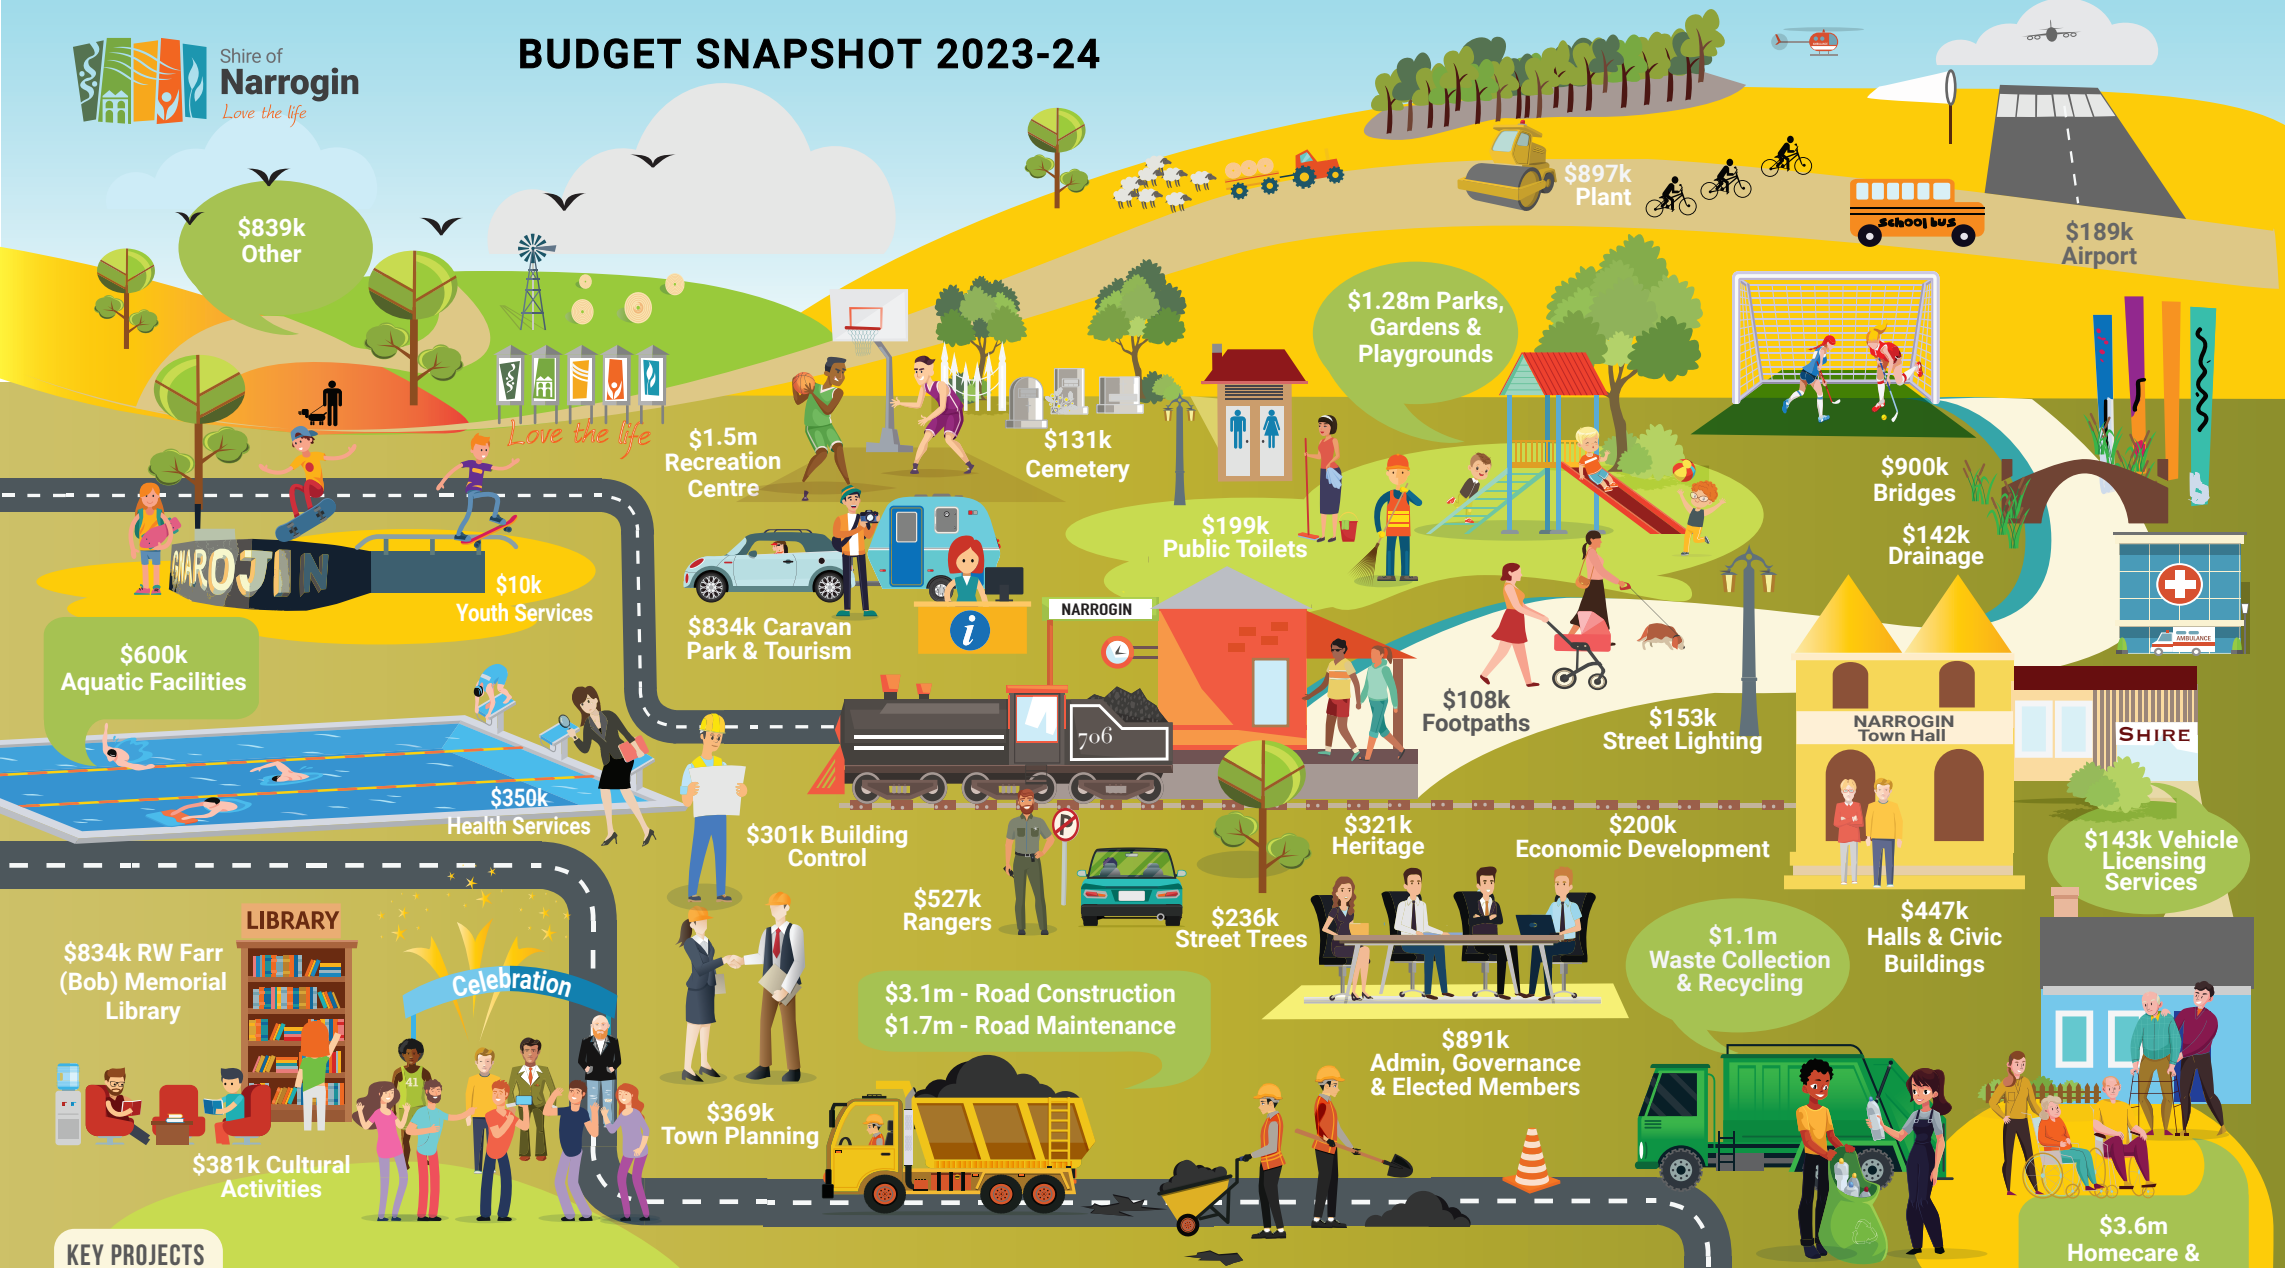 Shire of
Narrogin
Love the life
BUDGET SNAPSHOT 2023-24
$839k
Other
$897k
Plant
school bus
$189k
Airport
$1.28m Parks,
Gardens &
Playgrounds
Love the life
$1.5m
Recreation
Centre
$131k
Cemetery
$199k
Public Toilets
$900k
Bridges
$142k
Drainage
GNAROJIN
$10k
Youth Services
$834k Caravan
Park & Tourism
i
NARROGIN
AMBULANCE
$600k
Aquatic Facilities
706
$108k
Footpaths
$153k
Street Lighting
NARROGIN
Town Hall
SHIRE
$350k
Health Services
$301k Building
Control
P
$321k
Heritage
$200k
Economic Development
$143k Vehicle
Licensing
Services
$527k
Rangers
$236k
Street Trees
$447k
Halls & Civic
Buildings
LIBRARY
$834k RW Farr
(Bob) Memorial
Library
Celebration
$3.1m - Road Construction
$1.7m - Road Maintenance
$1.1m
Waste Collection
& Recycling
$891k
Admin, Governance
& Elected Members
41
$369k
Town Planning
$381k Cultural
Activities
KEY PROJECTS
$3.6m
Homecare &